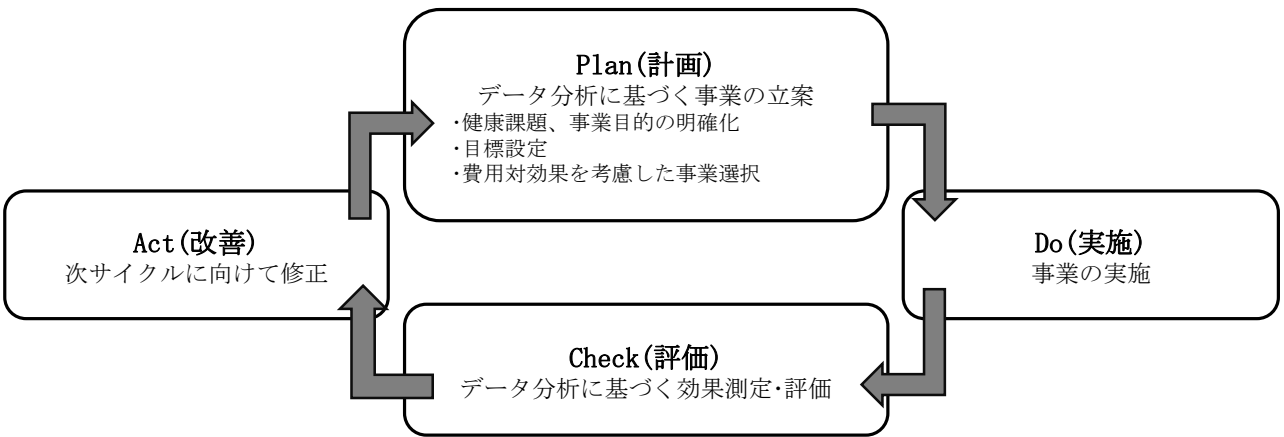 Plan(計画)
データ分析に基づく事業の立案
･健康課題、事業目的の明確化
･目標設定
･費用対効果を考慮した事業選択
Act(改善)
次サイクルに向けて修正
Do(実施)
事業の実施
Check(評価)
データ分析に基づく効果測定･評価